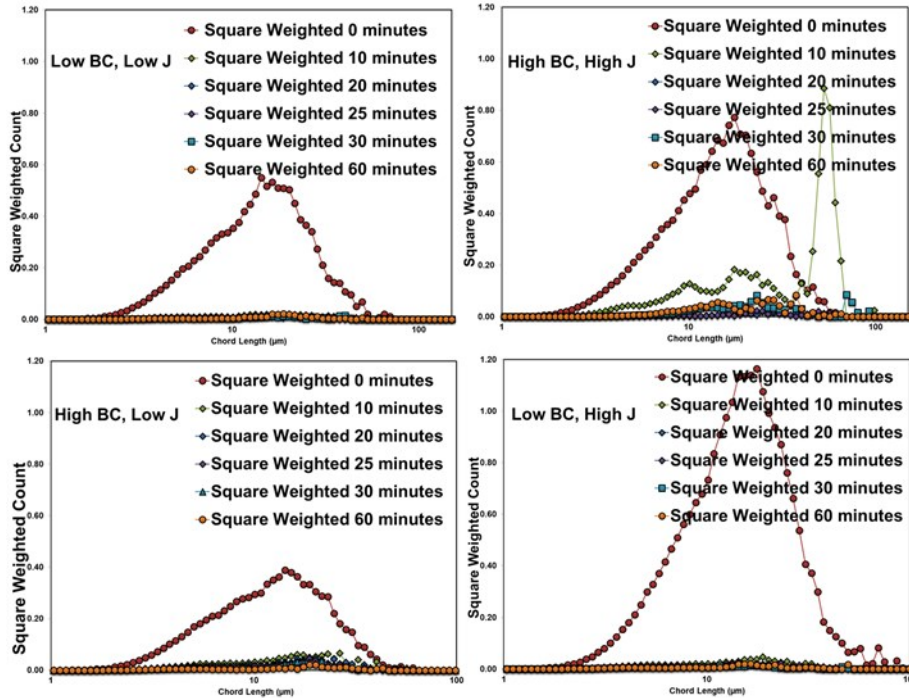 1.20
1.00
0.80
0.60
0.40
0.20
0.00
Square Weighted Count
Low BC, Low J
Square Weighted 0 minutes
Square Weighted 10 minutes
Square Weighted 20 minutes
Square Weighted 25 minutes
Square Weighted 30 minutes
Square Weighted 60 minutes
1
10
100
Chord Length (µm)
1.20
1.00
0.80
0.60
0.40
0.20
0.00
Square Weighted Count
High BC, High J
Square Weighted 0 minutes
Square Weighted 10 minutes
Square Weighted 20 minutes
Square Weighted 25 minutes
Square Weighted 30 minutes
Square Weighted 60 minutes
1
10
100
Chord Length (µm)
1.20
1.00
0.80
0.60
0.40
0.20
0.00
Square Weighted Count
High BC, Low J
Square Weighted 0 minutes
Square Weighted 10 minutes
Square Weighted 20 minutes
Square Weighted 25 minutes
Square Weighted 30 minutes
Square Weighted 60 minutes
1
10
100
Chord Length (µm)
1.20
1.00
0.80
0.60
0.40
0.20
0.00
Square Weighted Count
Low BC, High J
Square Weighted 0 minutes
Square Weighted 10 minutes
Square Weighted 20 minutes
Square Weighted 25 minutes
Square Weighted 30 minutes
Square Weighted 60 minutes
1
10
Chord Length (µm)